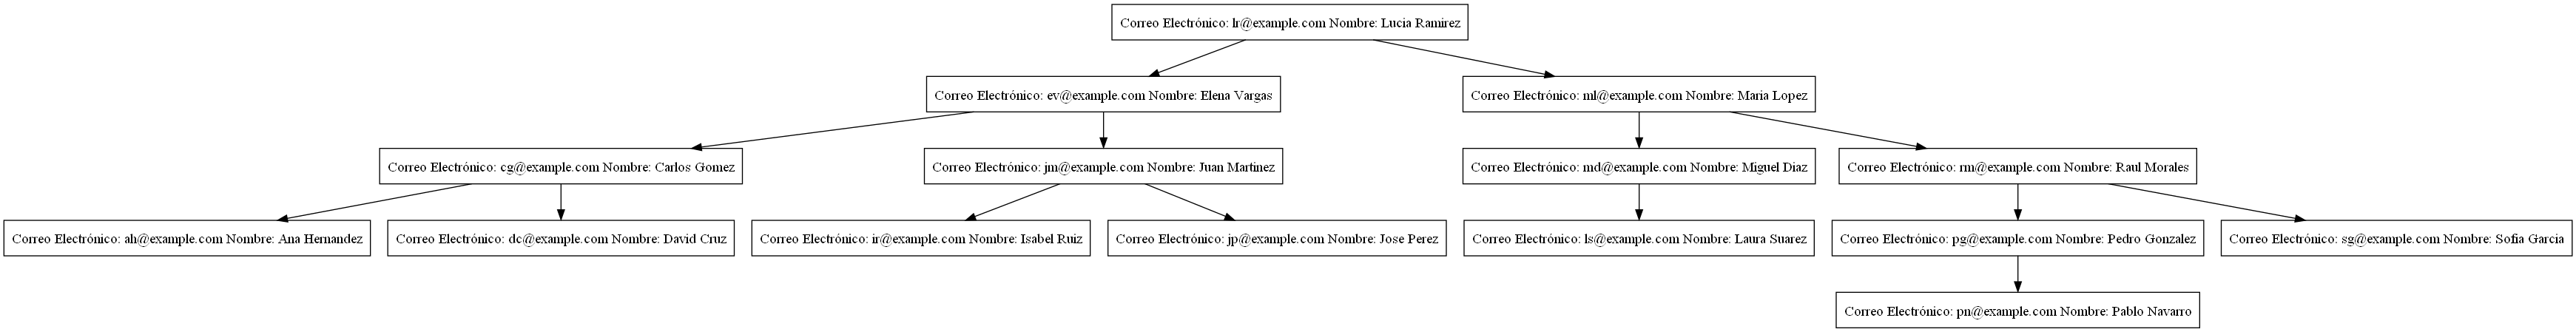 Correo Electrónico: lr@example.com Nombre: Lucia Ramirez
Correo Electrónico: ev@example.com Nombre: Elena Vargas
Correo Electrónico: ml@example.com Nombre: Maria Lopez
Correo Electrónico: cg@example.com Nombre: Carlos Gomez
Correo Electrónico: jm@example.com Nombre: Juan Martinez
Correo Electrónico: md@example.com Nombre: Miguel Diaz
Correo Electrónico: rm@example.com Nombre: Raul Morales
Correo Electrónico: ah@example.com Nombre: Ana Hernandez
Correo Electrónico: dc@example.com Nombre: David Cruz
Correo Electrónico: ir@example.com Nombre: Isabel Ruiz
Correo Electrónico: jp@example.com Nombre: Jose Perez
Correo Electrónico: ls@example.com Nombre: Laura Suarez
Correo Electrónico: pg@example.com Nombre: Pedro Gonzalez
Correo Electrónico: sg@example.com Nombre: Sofia Garcia
Correo Electrónico: pn@example.com Nombre: Pablo Navarro